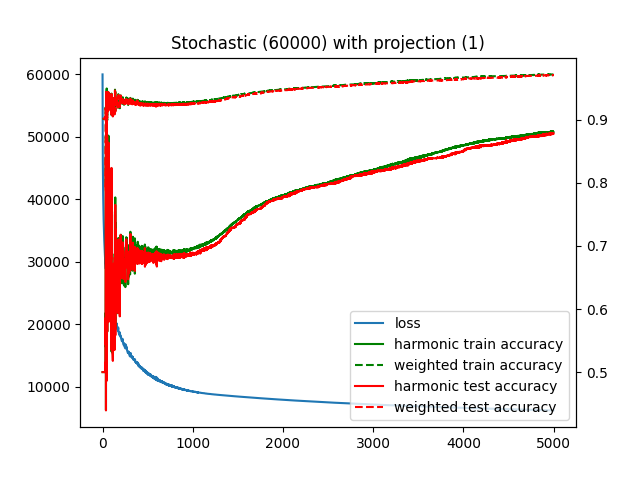 Stochastic (60000) with projection (1)
60000
50000
40000
30000
20000
10000
0.9
0.8
0.7
0.6
0.5
loss
harmonic train accuracy
weighted train accuracy
harmonic test accuracy
weighted test accuracy
0 1000 2000 3000 4000 5000